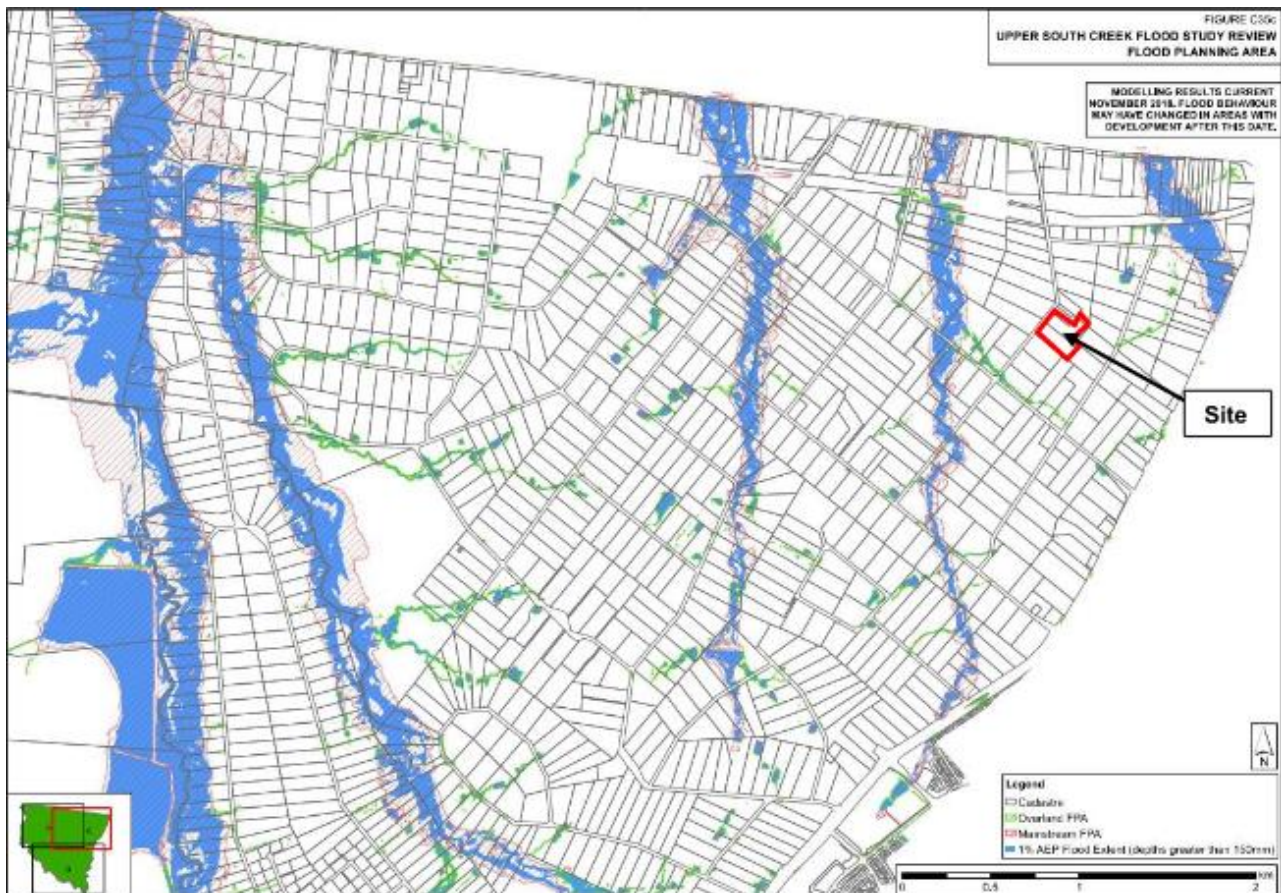 FIGURE C35c
UPPER SOUTH CREEK FLOOD STUDY REVIEW
FLOOD PLANNING AREA
MODELLING RESULTS CURRENT
NOVEMBER 2018. FLOOD BEHAVIOUR
MAY HAVE CHANGED IN AREAS WITH
DEVELOPMENT AFTER THIS DATE.
Site
N
Legend
Cadastre
Overland FPA
Mainstream FPA
1% AEP Flood Extent (depths greater than 150mm)
km
0 0.5 1 2